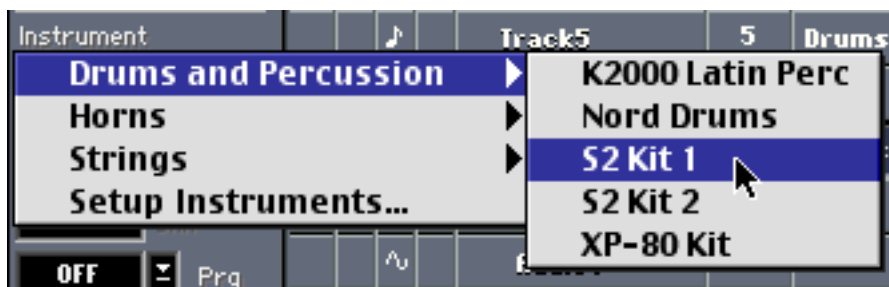 Instrument
Track5
5
Drums
Drums and Percussion
Horns
Strings
Setup Instruments...
K2000 Latin Perc
Nord Drums
S2 Kit 1
S2 Kit 2
XP-80 Kit
OFF
Prg